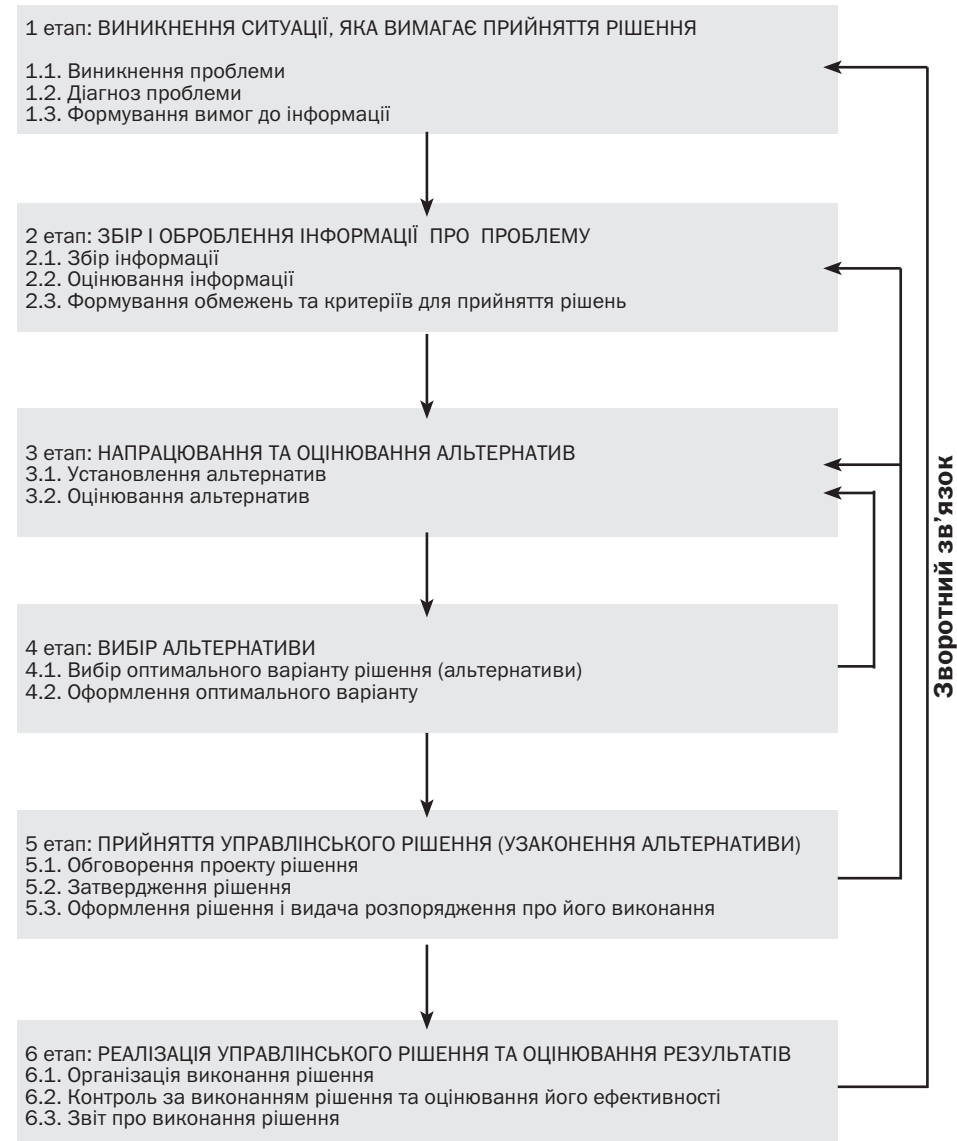 1 етап: ВИНИКНЕННЯ СИТУАЦІЇ, ЯКА ВИМАГАЄ ПРИЙНЯТТЯ РІШЕННЯ
1.1. Виникнення проблеми
1.2. Діагноз проблеми
1.3. Формування вимог до інформації
2 етап: ЗБІР І ОБРОБЛЕННЯ ІНФОРМАЦІЇ ПРО ПРОБЛЕМУ
2.1. Збір інформації
2.2. Оцінювання інформації
2.3. Формування обмежень та критеріїв для прийняття рішень
3 етап: НАПРАЦЮВАННЯ ТА ОЦІНЮВАННЯ АЛЬТЕРНАТИВ
3.1. Установлення альтернатив
3.2. Оцінювання альтернатив
4 етап: ВИБІР АЛЬТЕРНАТИВИ
4.1. Вибір оптимального варіанту рішення (альтернативи)
4.2. Оформлення оптимального варіанту
5 етап: ПРИЙНЯТТЯ УПРАВЛІНСЬКОГО РІШЕННЯ (УЗАКОНЕННЯ АЛЬТЕРНАТИВИ)
5.1. Обговорення проекту рішення
5.2. Затвердження рішення
5.3. Оформлення рішення і видача розпорядження про його виконання
6 етап: РЕАЛІЗАЦІЯ УПРАВЛІНСЬКОГО РІШЕННЯ ТА ОЦІНЮВАННЯ РЕЗУЛЬТАТІВ
6.1. Організація виконання рішення
6.2. Контроль за виконанням рішення та оцінювання його ефективності
6.3. Звіт про виконання рішення
Зворотний зв’язок